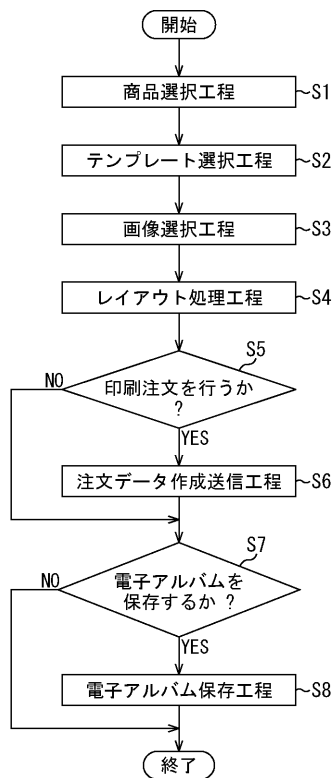 開始
商品選択工程
S1
テンプレート選択工程
S2
画像選択工程
S3
レイアウト処理工程
S4
S5
NO
印刷注文を行うか
?
YES
注文データ作成送信工程
S6
S7
NO
電子アルバムを
保存するか ?
YES
電子アルバム保存工程
S8
終了